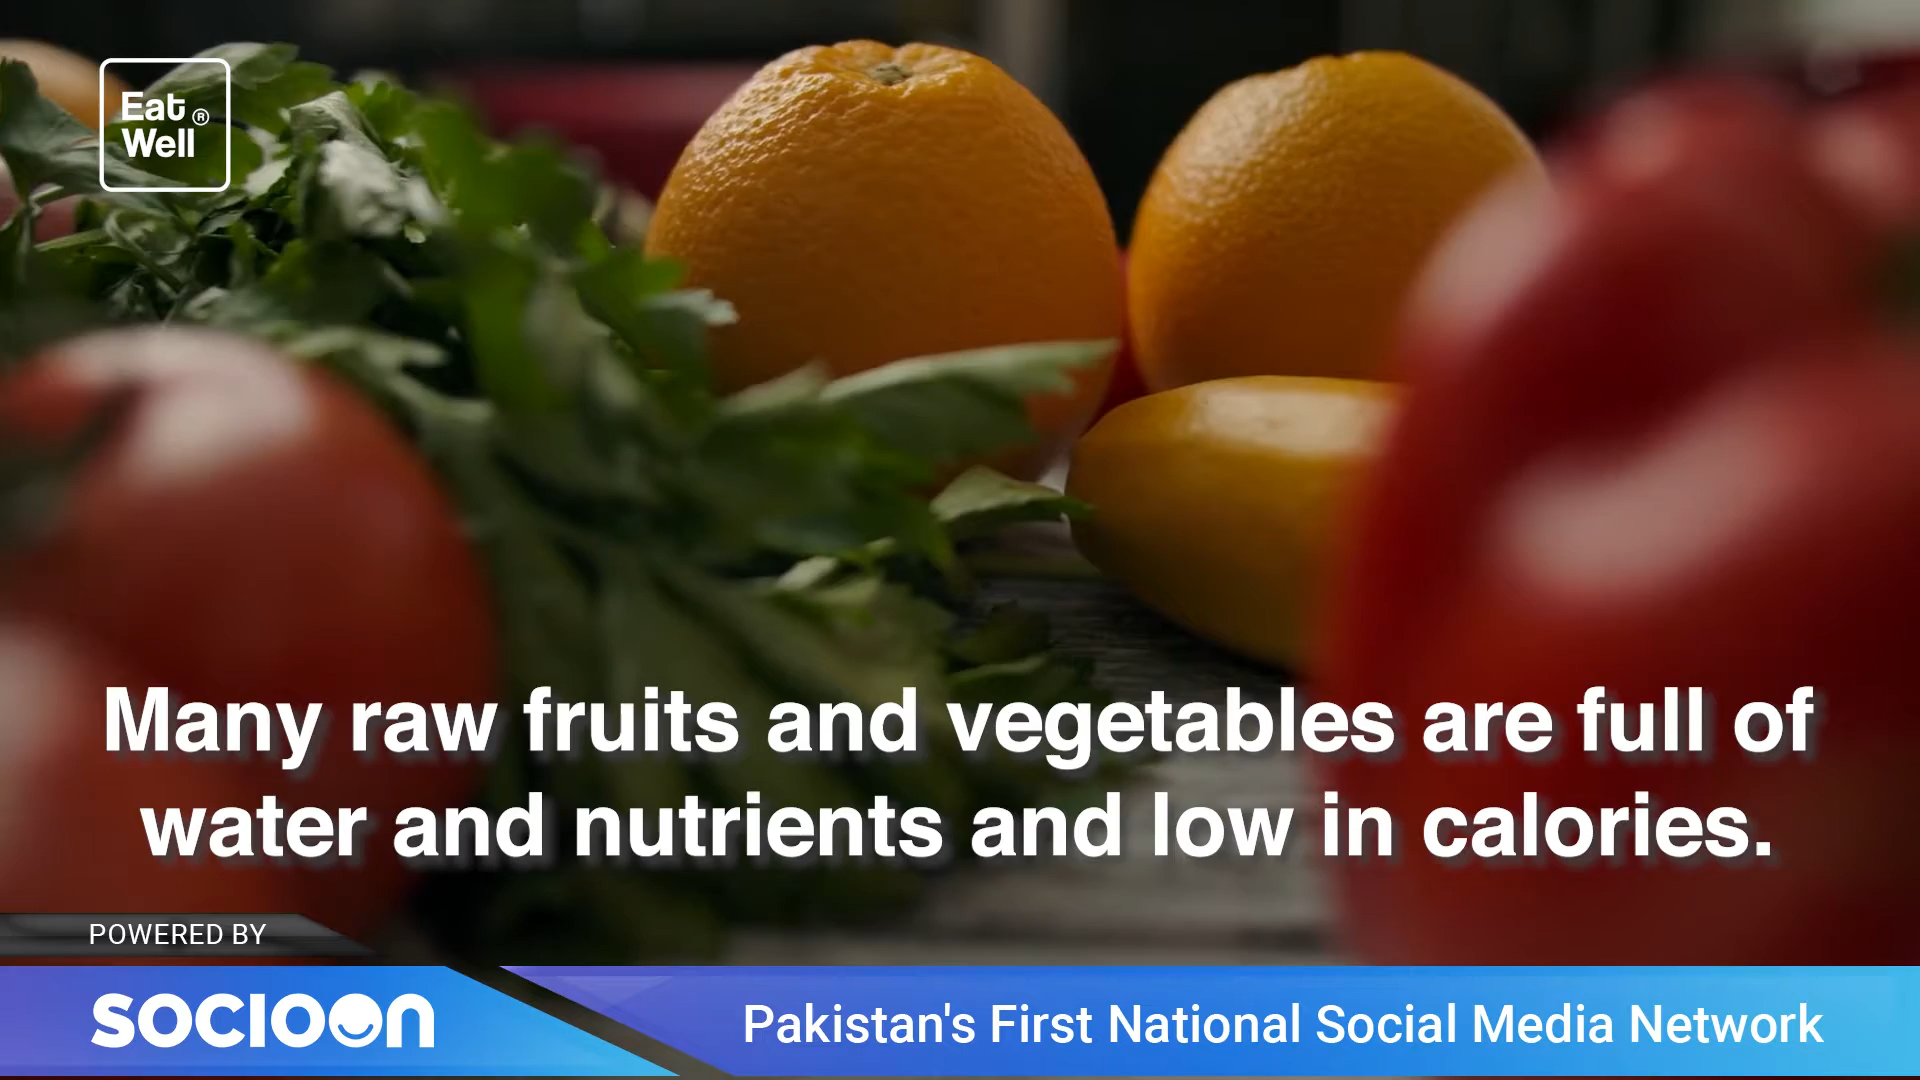 Eat
Well ®
Many raw fruits and vegetables are full of
water and nutrients and low in calories.
POWERED BY
SOCIOON
Pakistan's First National Social Media Network